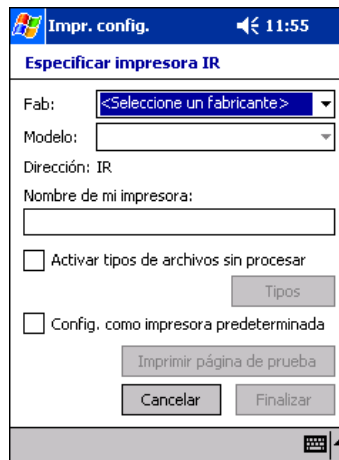 Impr. config. 11:55
Especificar impresora IR
Fab: <Seleccione un fabricante>
Modelo:
Dirección: IR
Nombre de mi impresora:
Activar tipos de archivos sin procesar
Tipos
Config. como impresora predeterminada
Imprimir página de prueba
Cancelar Finalizar